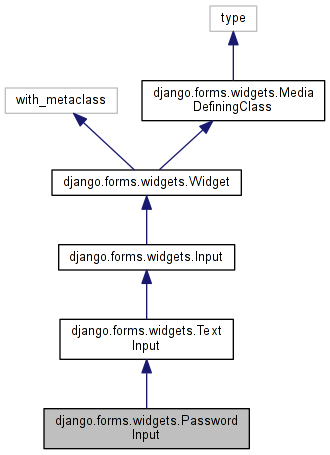 type
with_metaclass
django.forms.widgets.Media
DefiningClass
django.forms.widgets.Widget
django.forms.widgets.Input
django.forms.widgets.Text
Input
django.forms.widgets.Password
Input